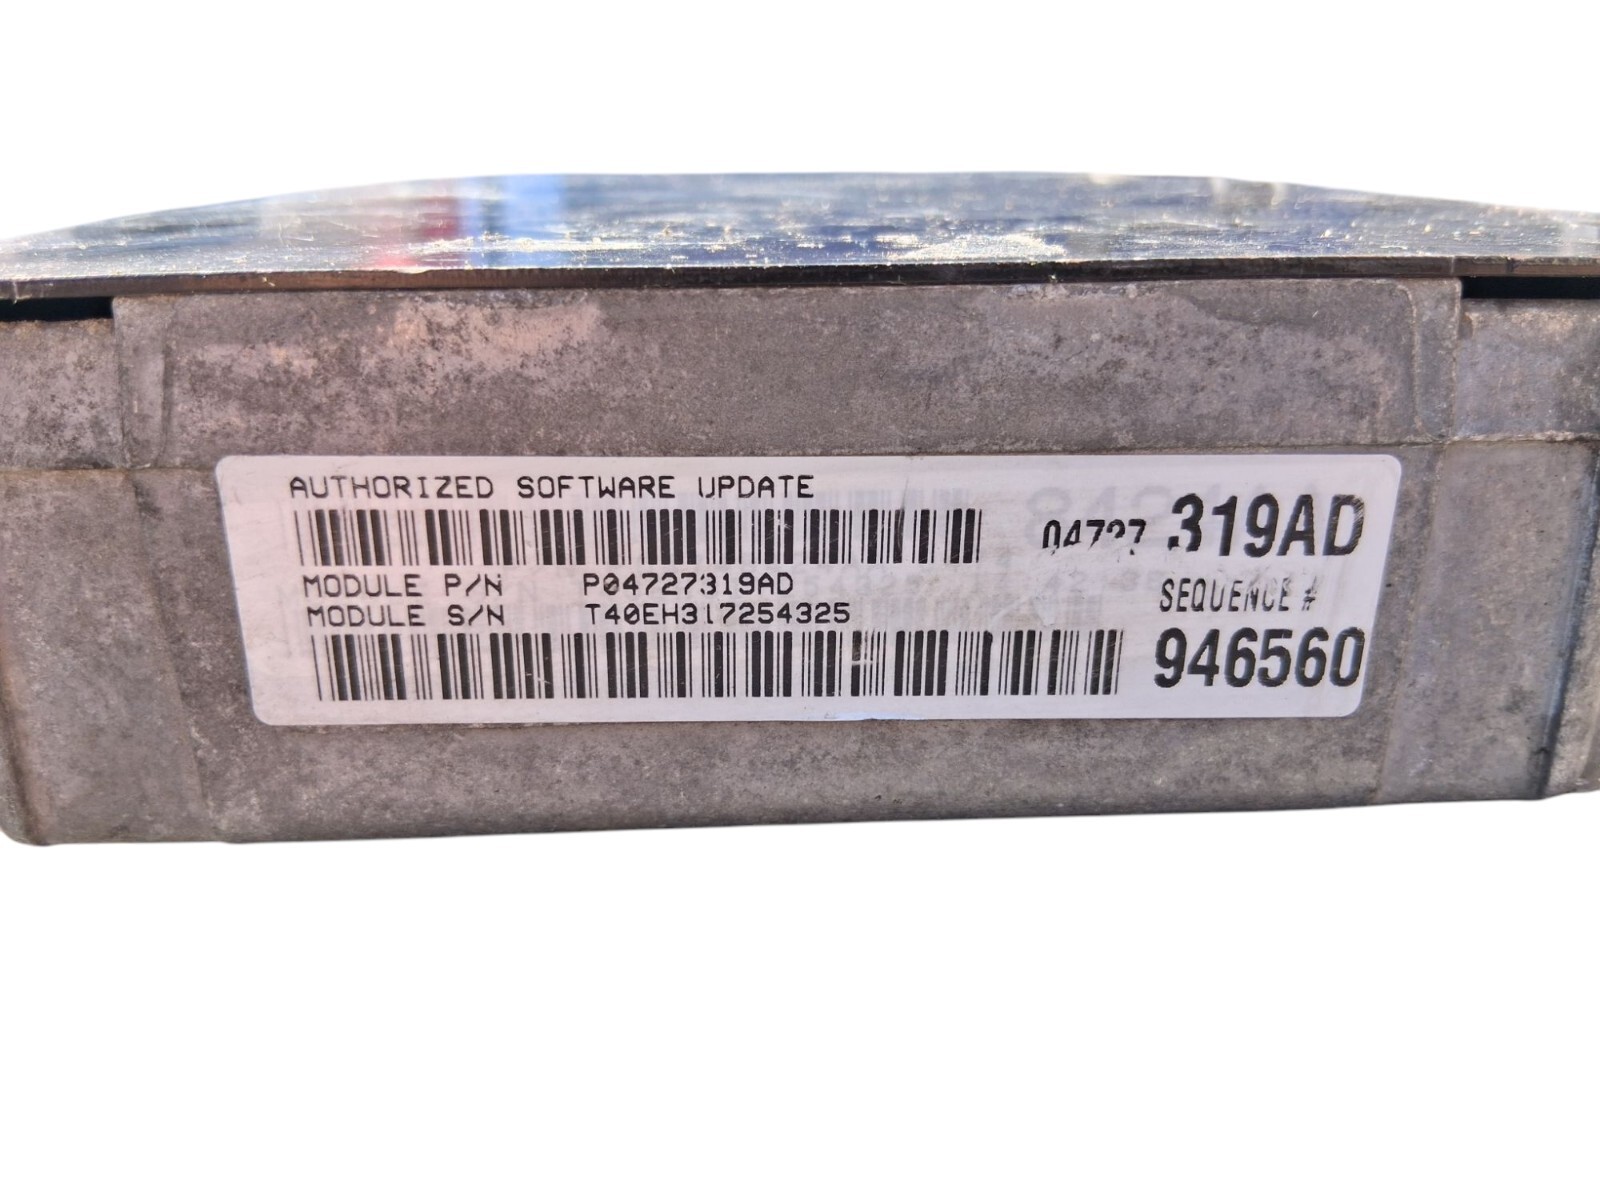 AUTHORIZED SOFTWARE UPDATE
04727 319AD
MODULE P/N P04727319AD
MODULE S/N T40EH317254325
SEQUENCE #
946560